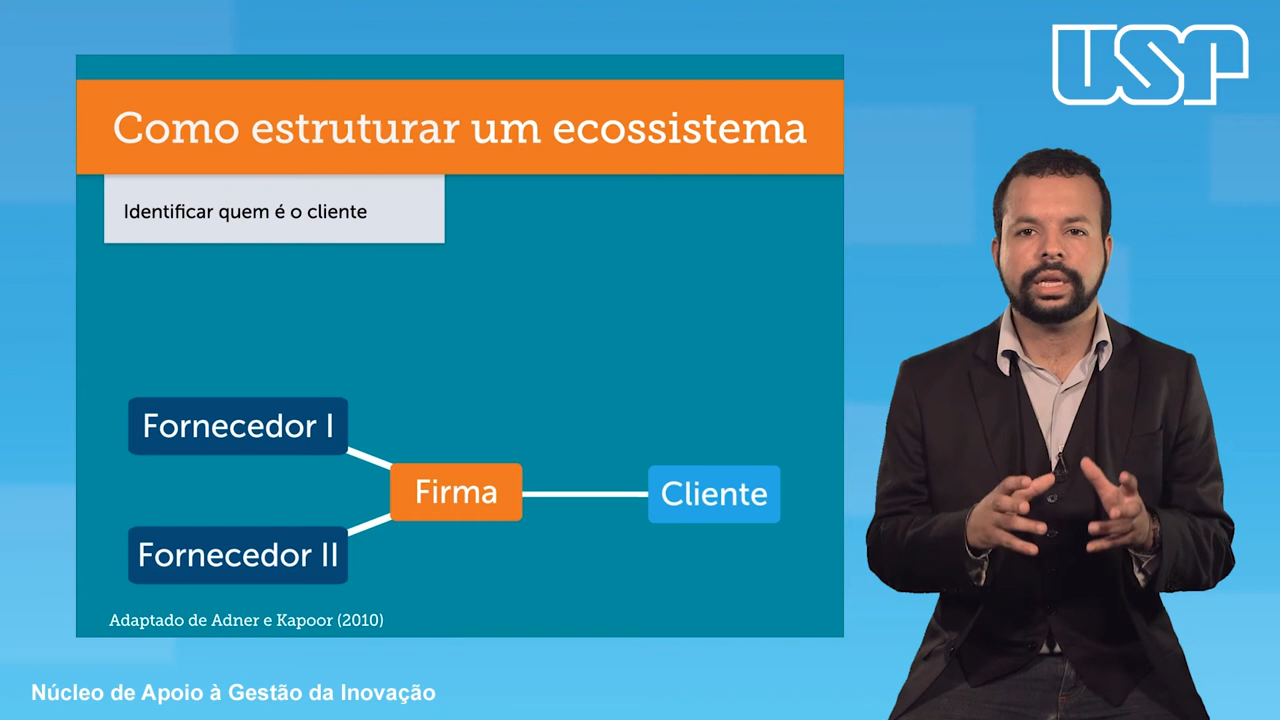 USP
Como estruturar um ecossistema
Identificar quem é o cliente
Fornecedor I
Firma
Cliente
Fornecedor II
Adaptado de Adner e Kapoor (2010)
Núcleo de Apoio à Gestão da Inovação